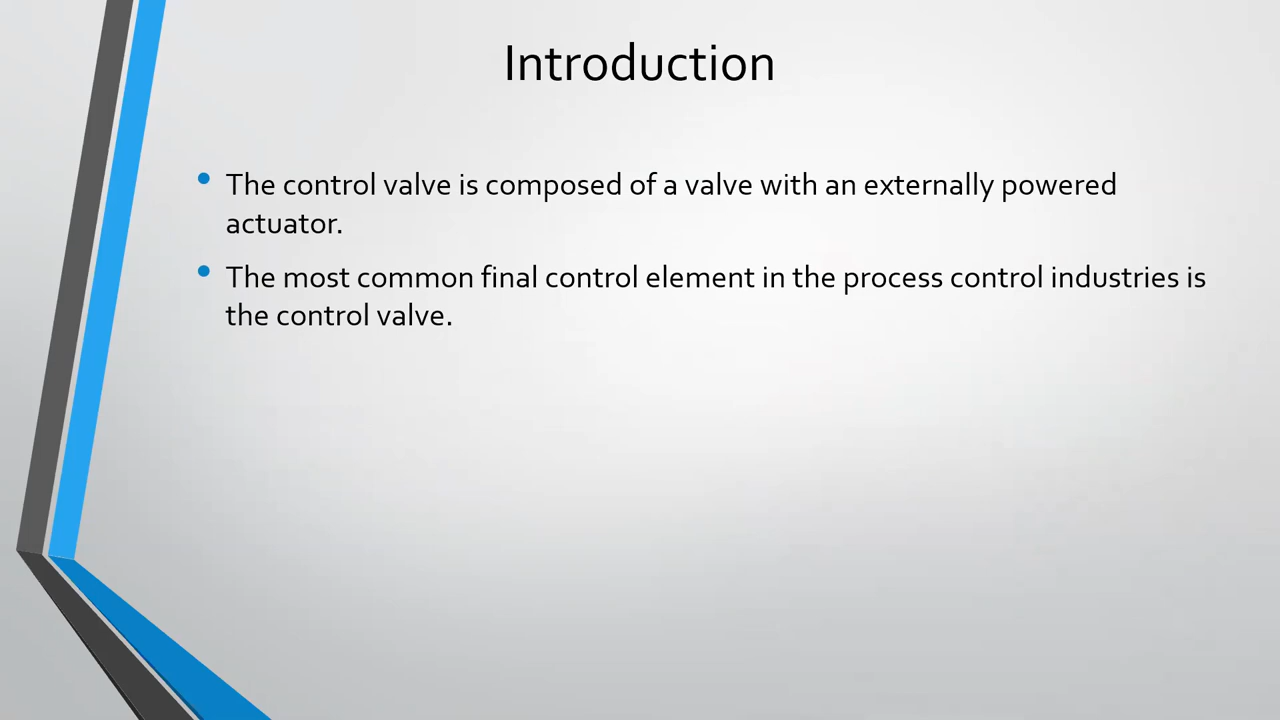 Introduction
• The control valve is composed of a valve with an externally powered
actuator.
• The most common final control element in the process control industries is
the control valve.